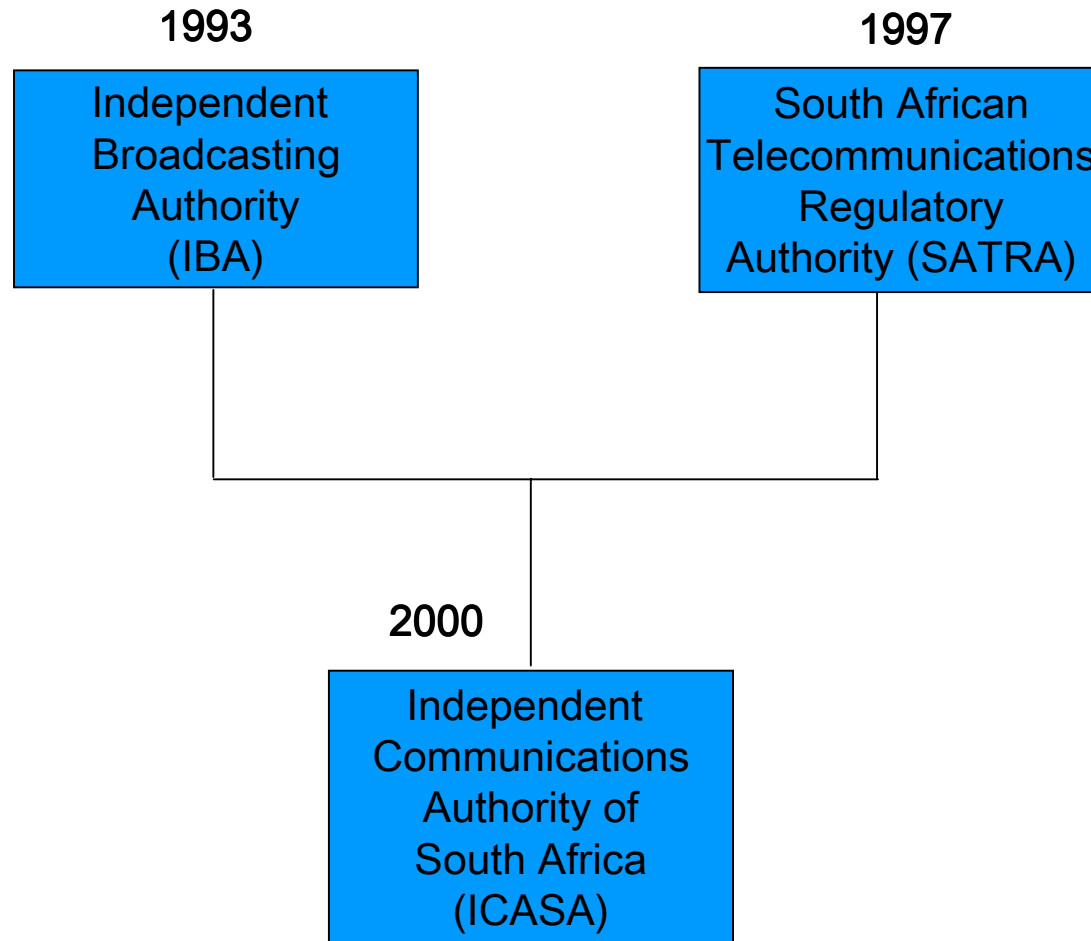 1993
Independent
Broadcasting
Authority
(IBA)
1997
South African
Telecommunications
Regulatory
Authority (SATRA)
2000
Independent
Communications
Authority of
South Africa
(ICASA)